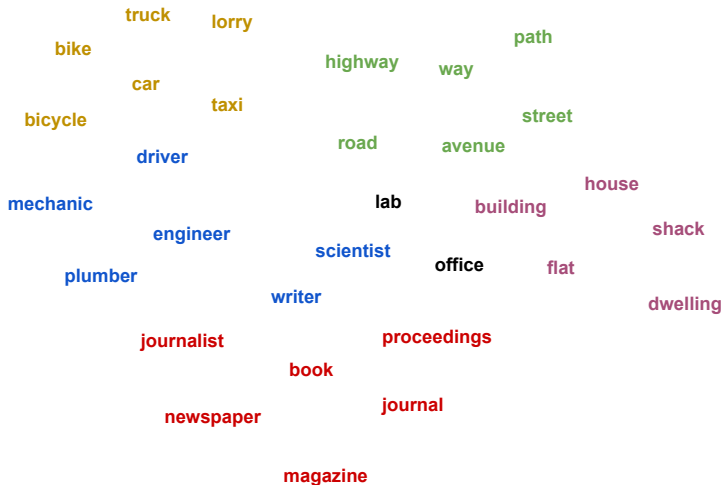 truck
lorry
bike
path
highway
way
car
taxi
bicycle
street
road
avenue
driver
house
mechanic
lab
building
shack
engineer
scientist
office
flat
plumber
writer
dwelling
journalist
proceedings
book
journal
newspaper
magazine